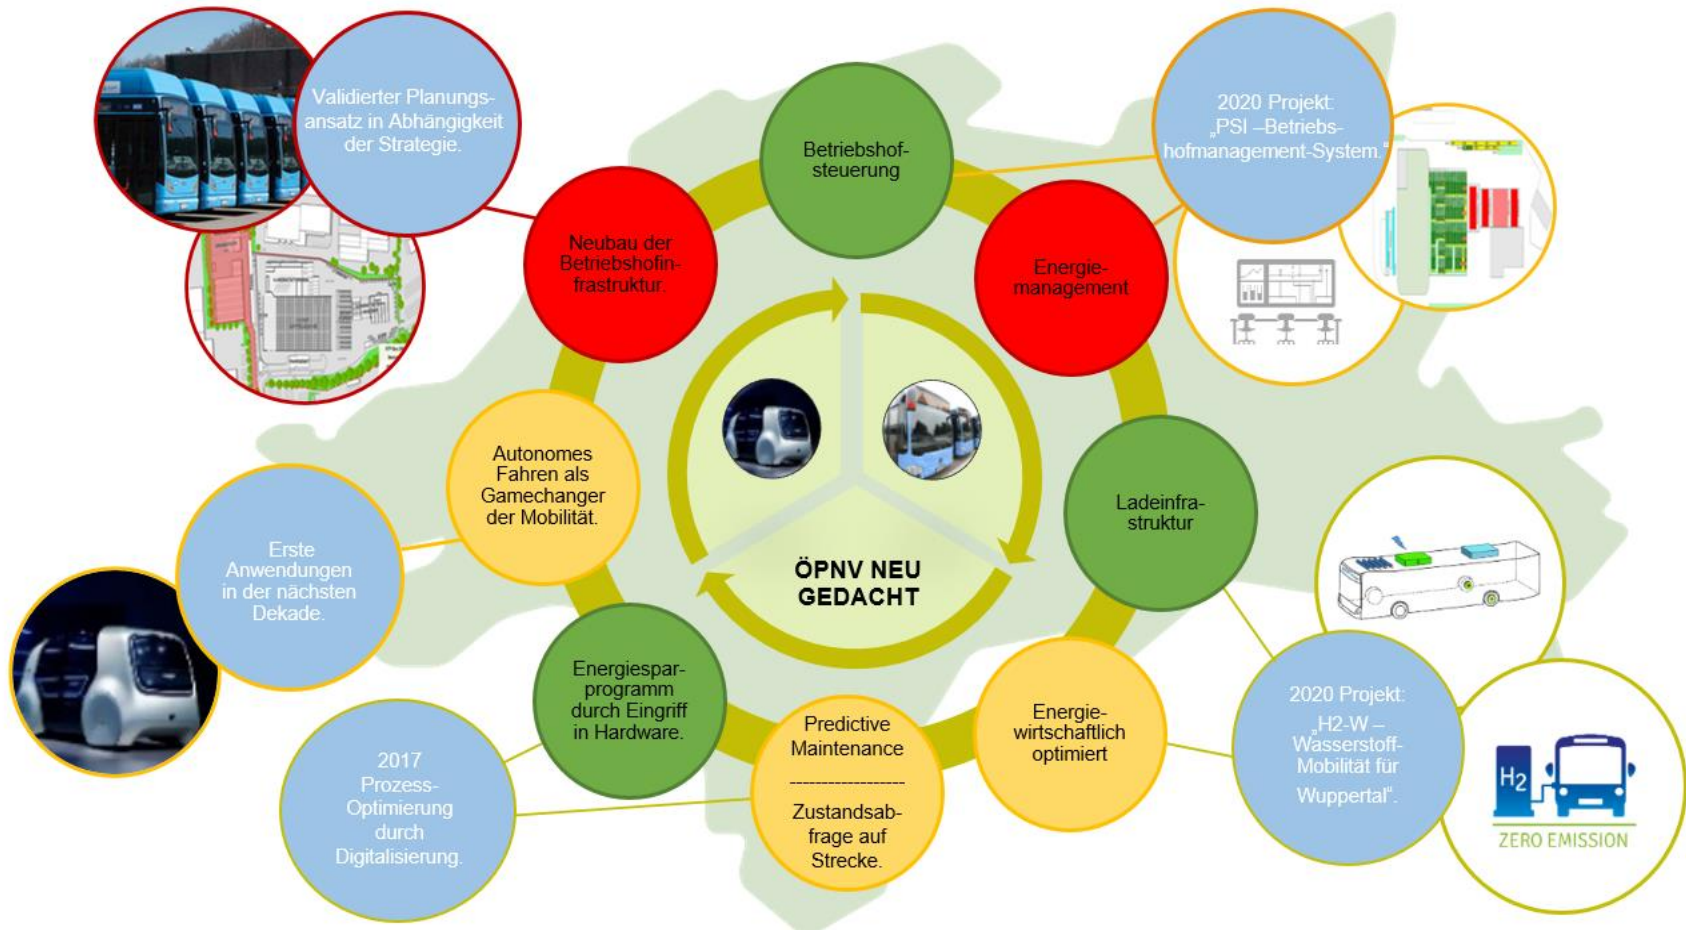 Validierter Planungs-
ansatz in Abhängigkeit
der Strategie.
Betriebshof-
steuerung
2020 Projekt:
„PSI –Betriebs-
hofmanagement-System.“
Neubau der
Betriebshofin-
frastruktur.
Energie-
management
Autonomes
Fahren als
Gamechanger
der Mobilität.
Ladeinfra-
struktur
Erste
Anwendungen
in der nächsten
Dekade.
ÖPNV NEU
GEDACHT
Energiespar-
programm
durch Eingriff
in Hardware.
Predictive
Maintenance
------------------
Zustandsab-
frage auf
Strecke.
Energie-
wirtschaftlich
optimiert
2020 Projekt:
„H2-W –
Wasserstoff-
Mobilität für
Wuppertal“.
2017
Prozess-
Optimierung
durch
Digitalisierung.
H2
ZERO EMISSION